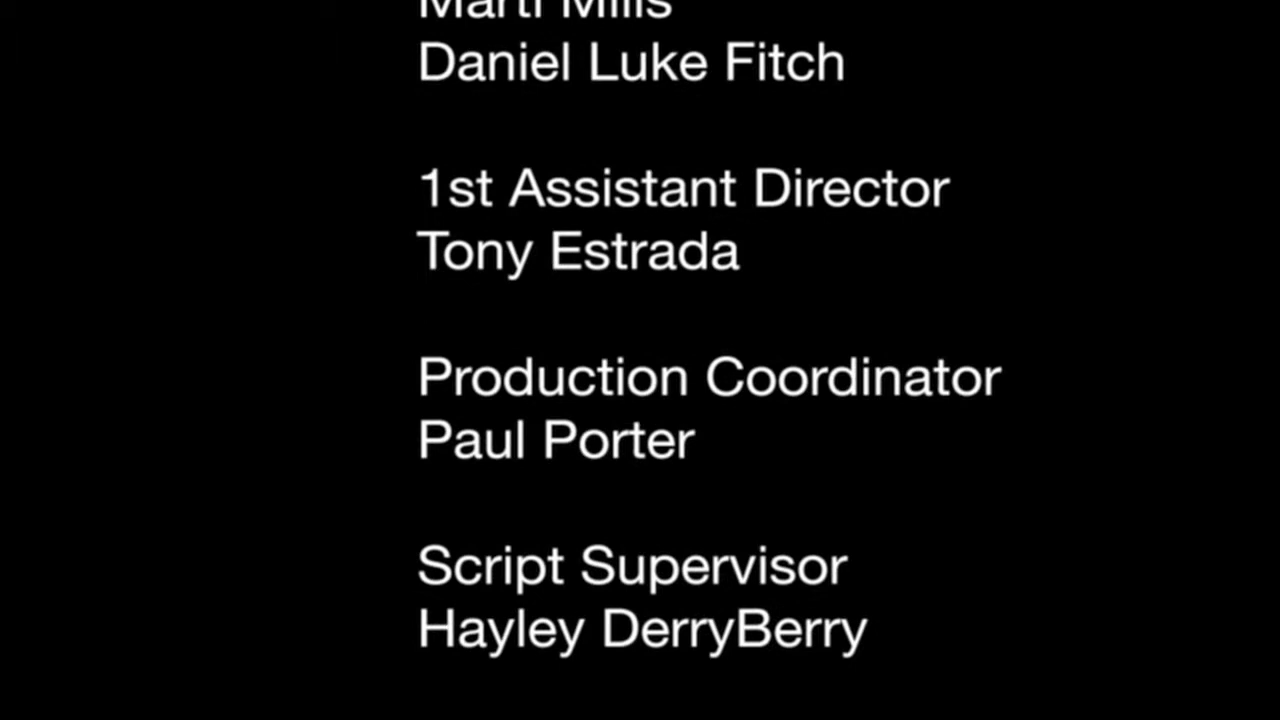 Marti Mills
Daniel Luke Fitch
1st Assistant Director
Tony Estrada
Production Coordinator
Paul Porter
Script Supervisor
Hayley DerryBerry